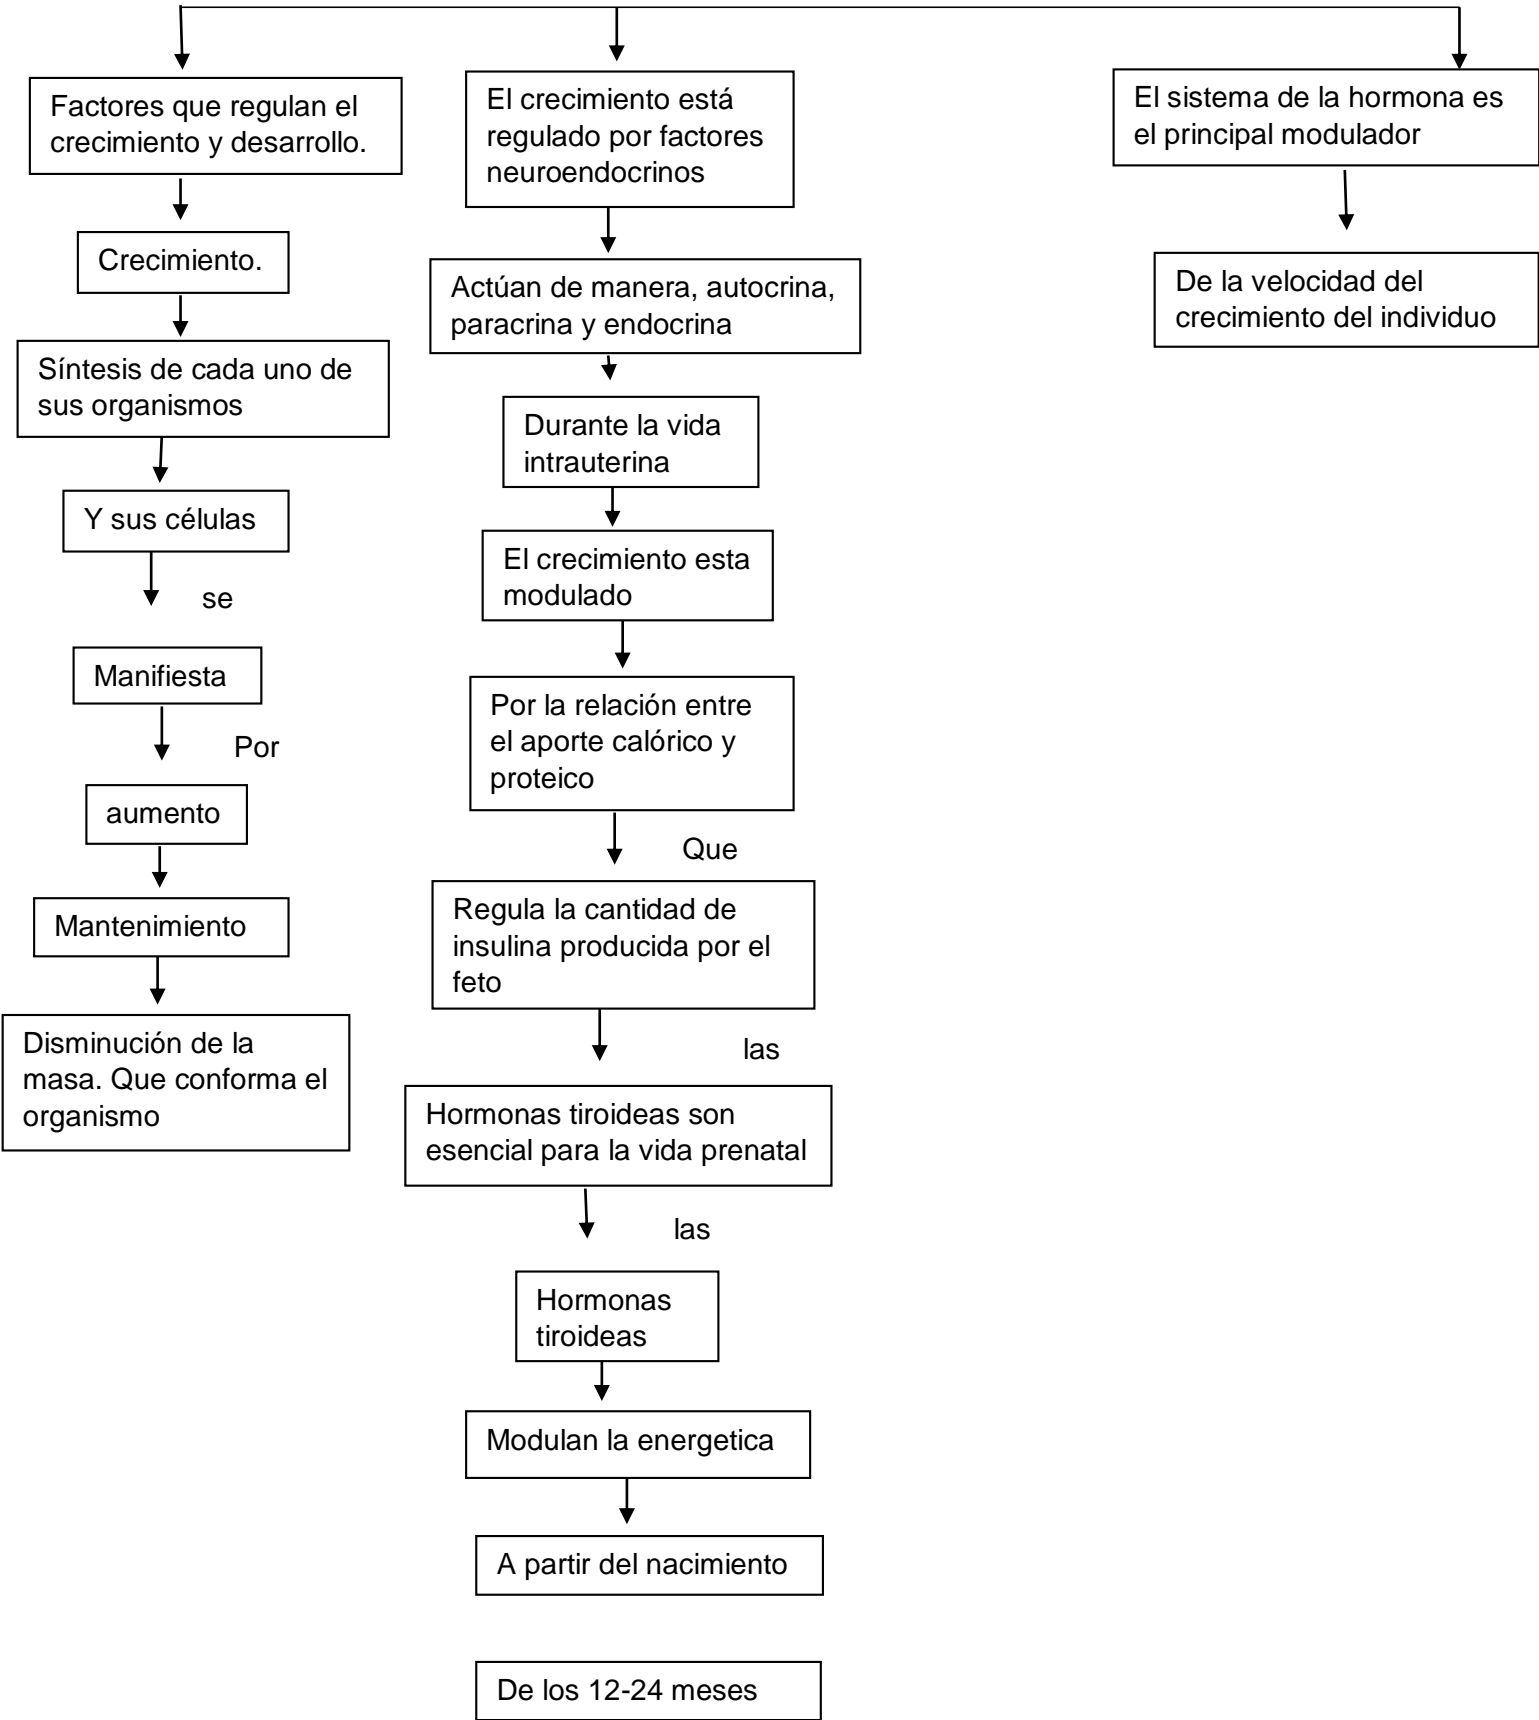 Factores que regulan el
crecimiento y desarrollo.
Crecimiento.
Síntesis de cada uno de
sus organismos
Y sus células
se
Manifiesta
Por
aumento
Mantenimiento
Disminución de la
masa. Que conforma el
organismo
El crecimiento está
regulado por factores
neuroendocrinos
Actúan de manera, autocrina,
paracrina y endocrina
Durante la vida
intrauterina
El crecimiento esta
modulado
Por la relación entre
el aporte calórico y
proteico
Que
Regula la cantidad de
insulina producida por el
feto
las
Hormonas tiroideas son
esencial para la vida prenatal
las
Hormonas
tiroideas
Modulan la energetica
A partir del nacimiento
De los 12-24 meses
El sistema de la hormona es
el principal modulador
De la velocidad del
crecimiento del individuo